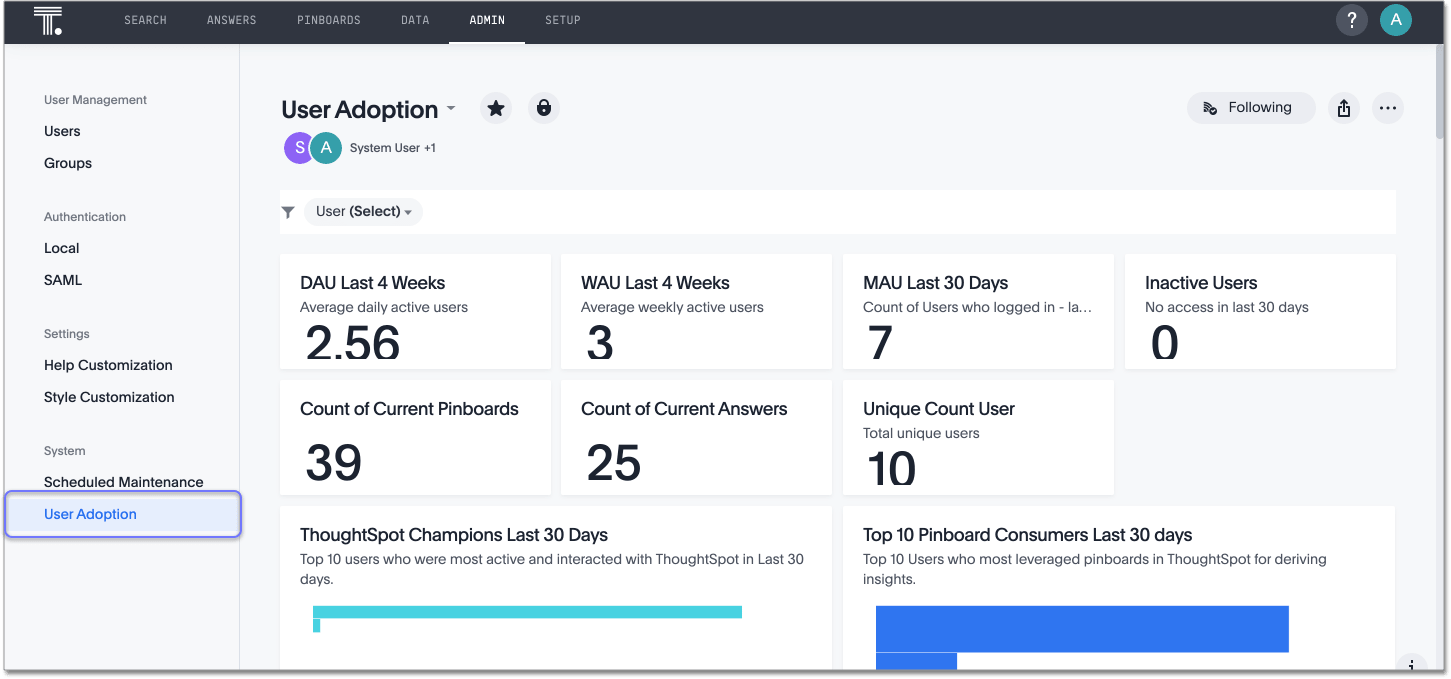 T.
SEARCH
ANSWERS
PINBOARDS
DATA
ADMIN
SETUP
?
A
User Management
Users
Groups
Authentication
Local
SAML
Settings
Help Customization
Style Customization
System
Scheduled Maintenance
User Adoption
User Adoption
Following
S
A
System User +1
User (Select)
DAU Last 4 Weeks
Average daily active users
2.56
WAU Last 4 Weeks
Average weekly active users
3
MAU Last 30 Days
Count of Users who logged in - la...
7
Inactive Users
No access in last 30 days
0
Count of Current Pinboards
39
Count of Current Answers
25
Unique Count User
Total unique users
10
ThoughtSpot Champions Last 30 Days
Top 10 users who were most active and interacted with ThoughtSpot in Last 30
days.
Top 10 Pinboard Consumers Last 30 days
Top 10 Users who most leveraged pinboards in ThoughtSpot for deriving
insights.
i